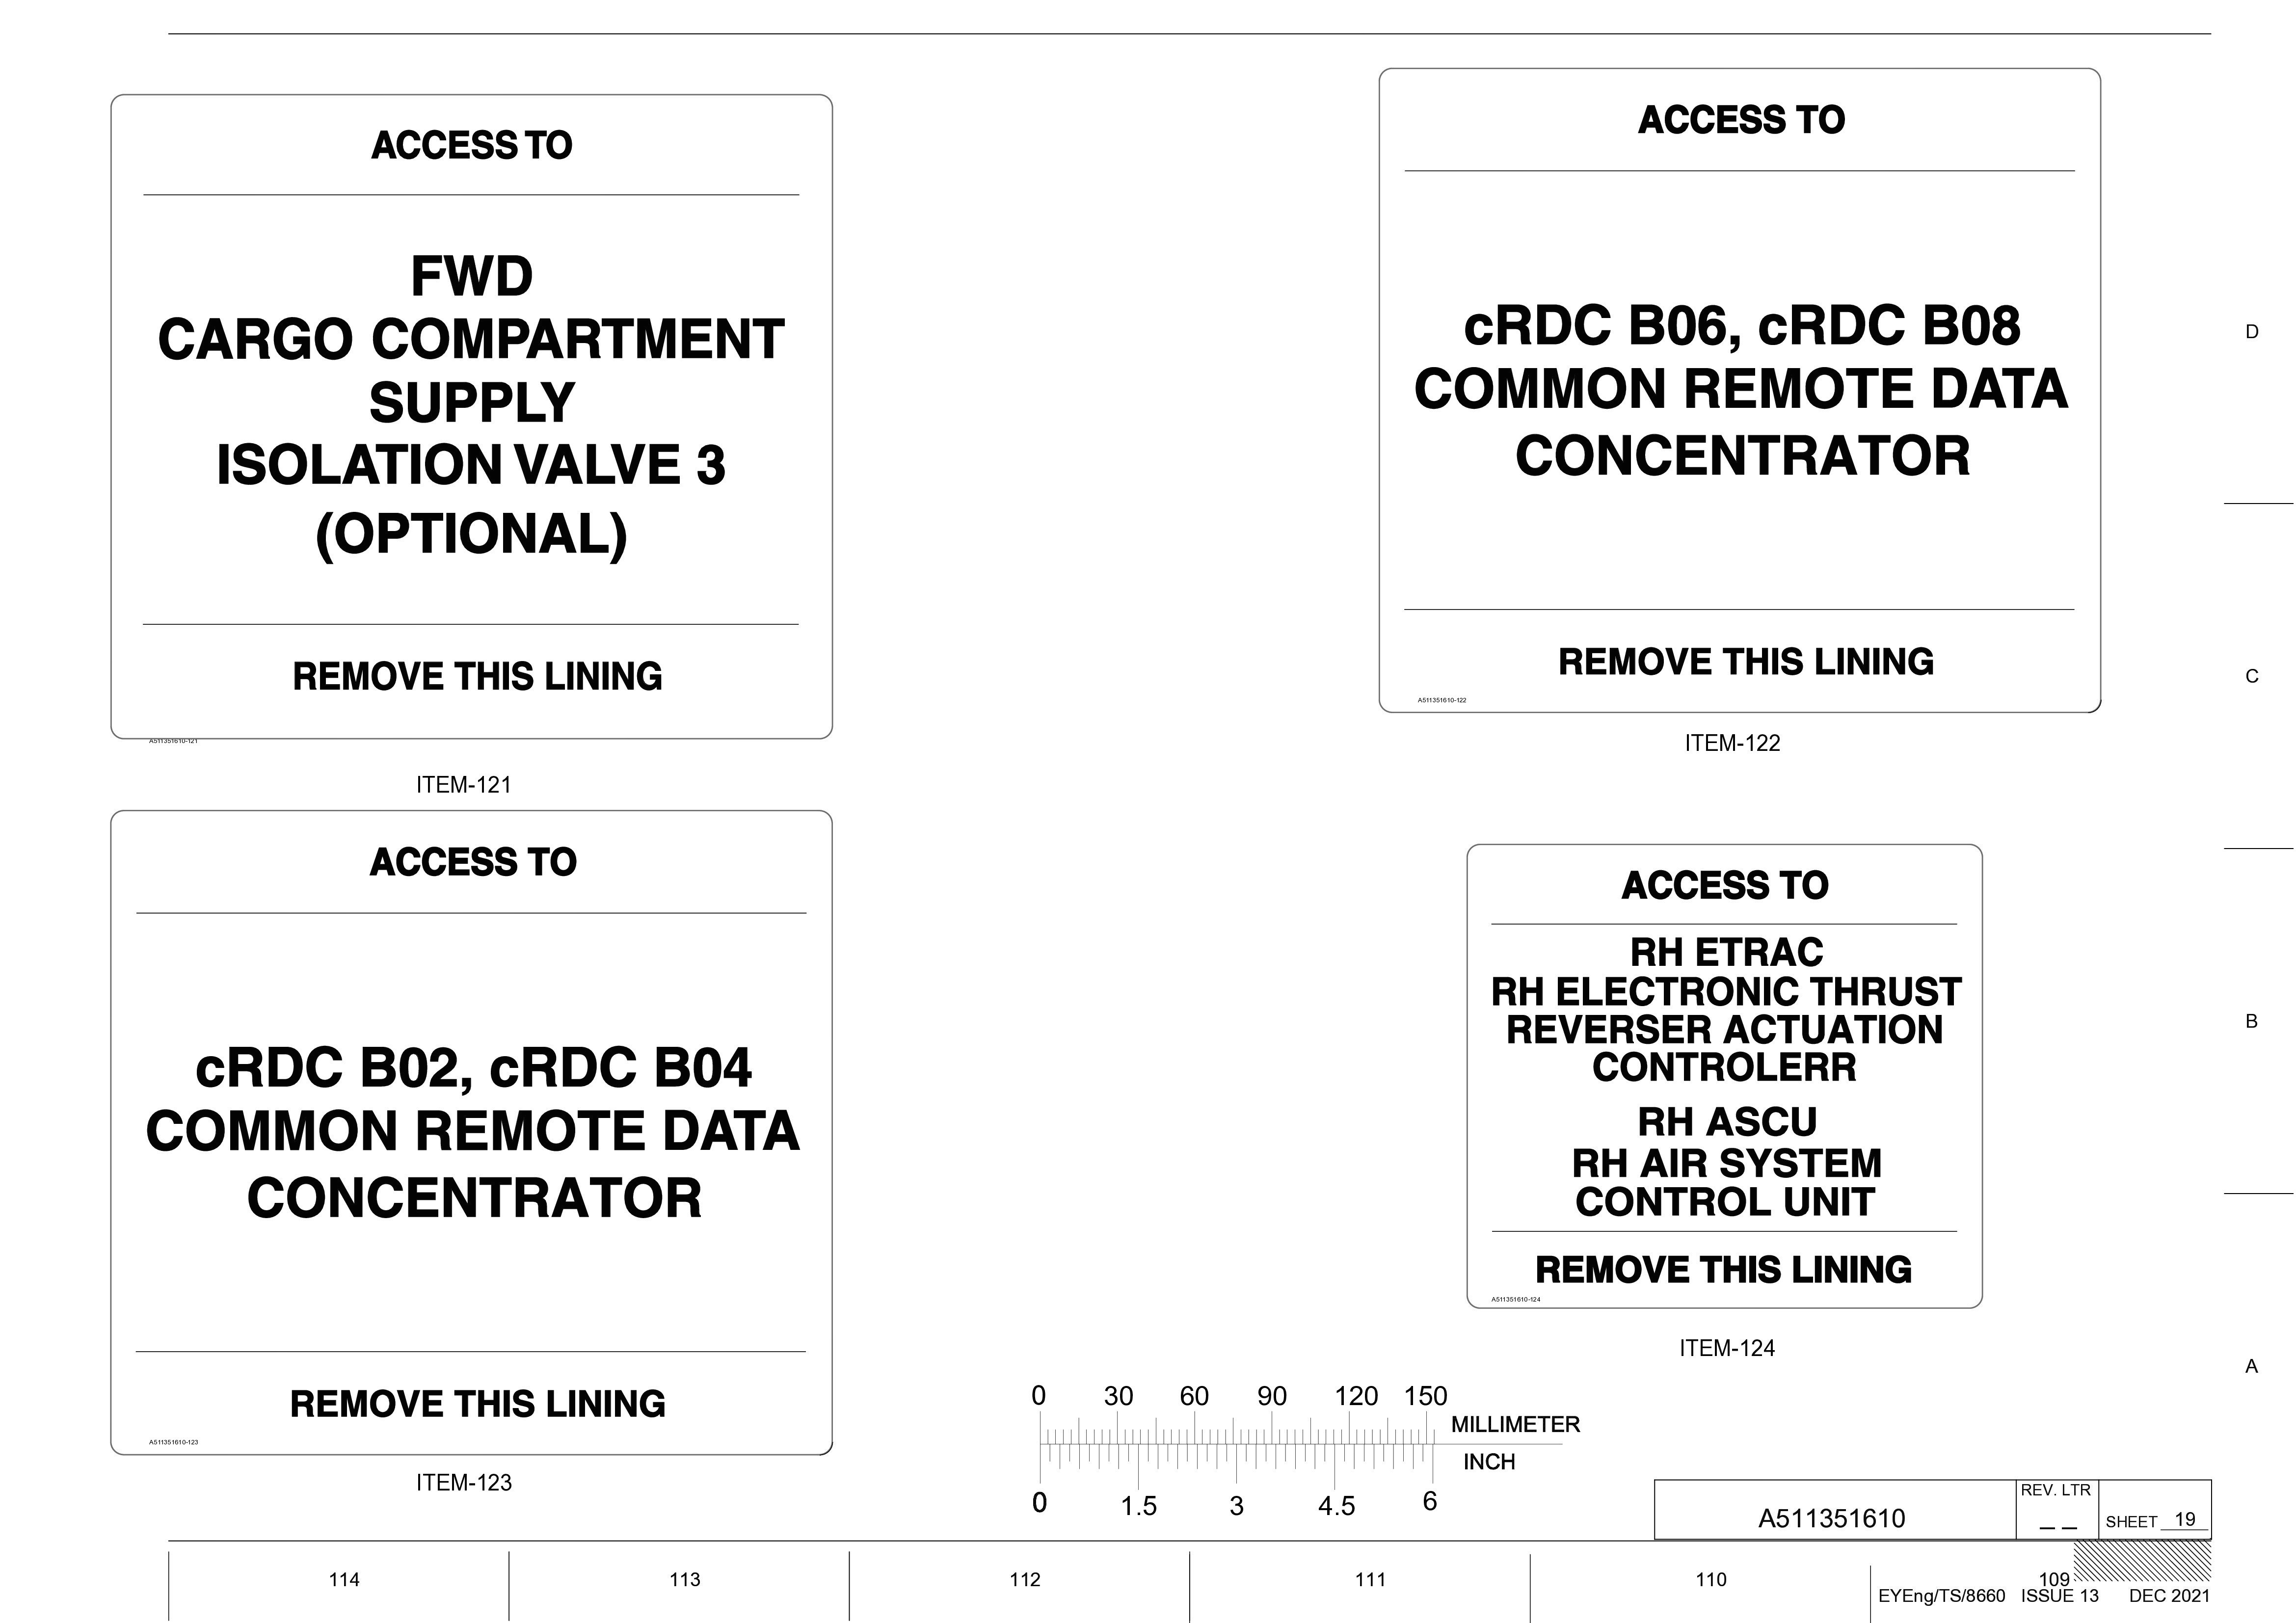 ACCESS TO
FWD
CARGO COMPARTMENT
SUPPLY
ISOLATION VALVE 3
(OPTIONAL)
REMOVE THIS LINING
A511351610-121
ITEM-121
ACCESS TO
cRDC B06, cRDC B08
COMMON REMOTE DATA
CONCENTRATOR
REMOVE THIS LINING
A511351610-122
ITEM-122
ACCESS TO
cRDC B02, cRDC B04
COMMON REMOTE DATA
CONCENTRATOR
REMOVE THIS LINING
A511351610-123
ITEM-123
ACCESS TO
RH ETRAC
RH ELECTRONIC THRUST
REVERSER ACTUATION
CONTROLERR
RH ASCU
RH AIR SYSTEM
CONTROL UNIT
REMOVE THIS LINING
A511351610-124
ITEM-124
0 30 60 90 120 150
MILLIMETER
INCH
0 1.5 3 4.5 6
D
C
B
A
A511351610
REV. LTR
_ _
SHEET 19
114 113 112 111 110 109
EYEng/TS/8660 ISSUE 13 DEC 2021